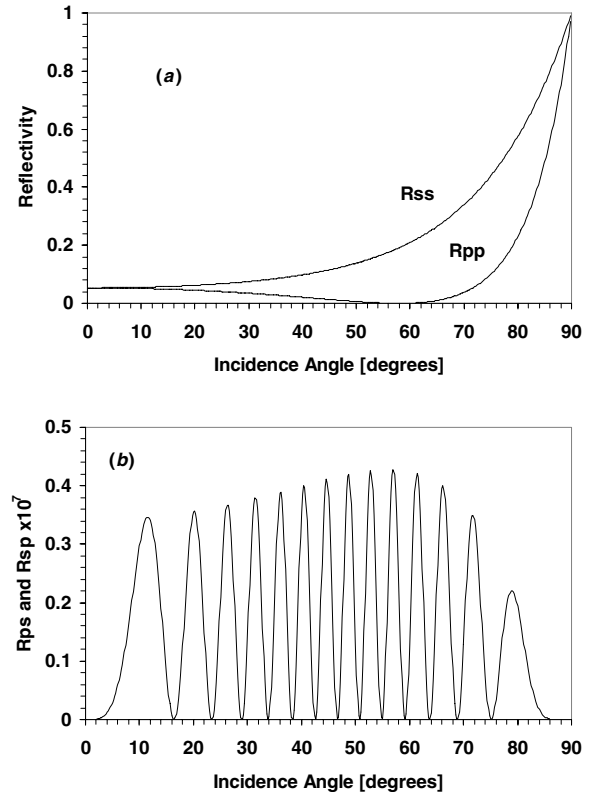 1
(a)
0.8
Reflectivity
0.6
0.4
Rss
Rpp
0.2
0
0 10 20 30 40 50 60 70 80 90
Incidence Angle [degrees]
0.5
(b)
0.4
Rps and Rsp x10⁷
0.3
0.2
0.1
0
0 10 20 30 40 50 60 70 80 90
Incidence Angle [degrees]